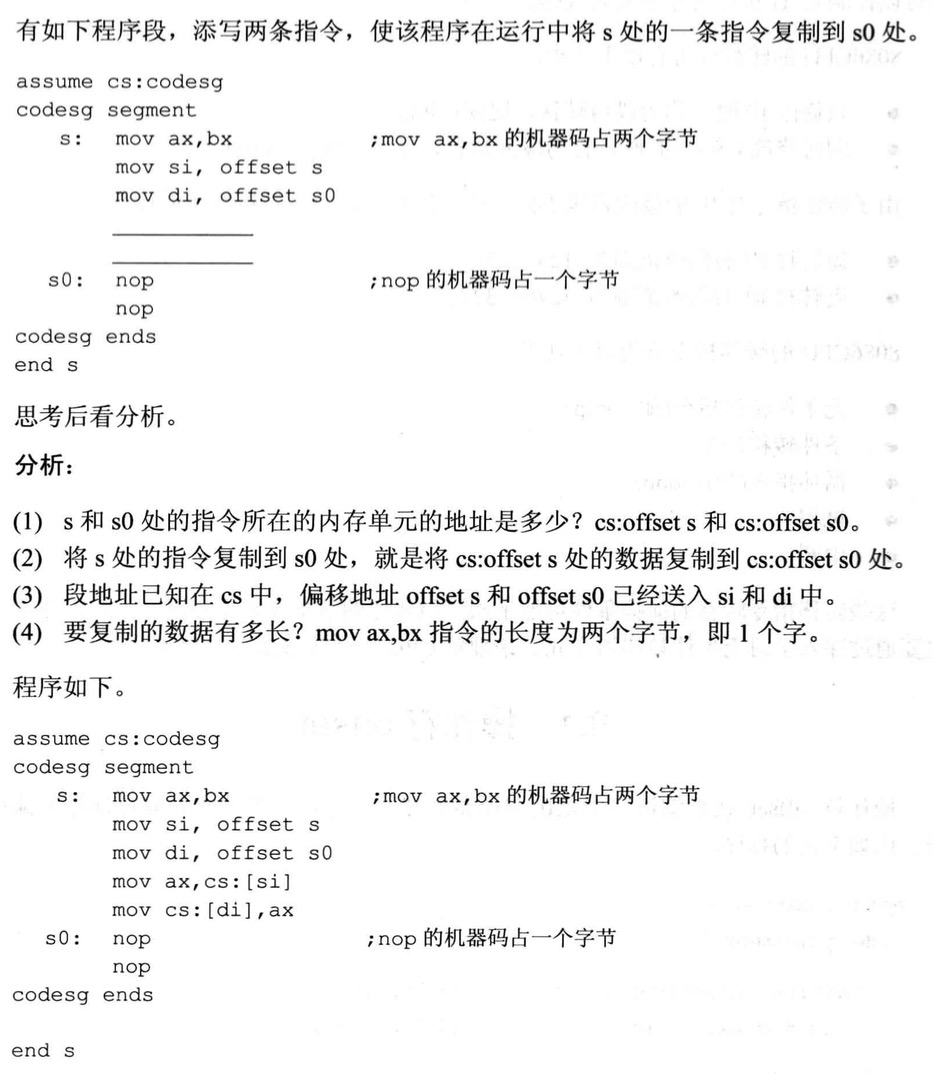 有如下程序段，添写两条指令，使该程序在运行中将 s 处的一条指令复制到 s0 处。
assume cs:codesg
codesg segment
s: mov ax,bx ;mov ax,bx 的机器码占两个字节
mov si, offset s
mov di, offset s0
s0: nop ;nop 的机器码占一个字节
nop
codesg ends
end s
思考后看分析。
分析：
(1) s 和 s0 处的指令所在的内存单元的地址是多少？cs:offset s 和 cs:offset s0。
(2) 将 s 处的指令复制到 s0 处，就是将 cs:offset s 处的数据复制到 cs:offset s0 处。
(3) 段地址已知在 cs 中，偏移地址 offset s 和 offset s0 已经送入 si 和 di 中。
(4) 要复制的数据有多长？mov ax,bx 指令的长度为两个字节，即 1 个字。
程序如下。
assume cs:codesg
codesg segment
s: mov ax,bx ;mov ax,bx 的机器码占两个字节
mov si, offset s
mov di, offset s0
mov ax,cs:[si]
mov cs:[di],ax
s0: nop ;nop 的机器码占一个字节
nop
codesg ends
end s